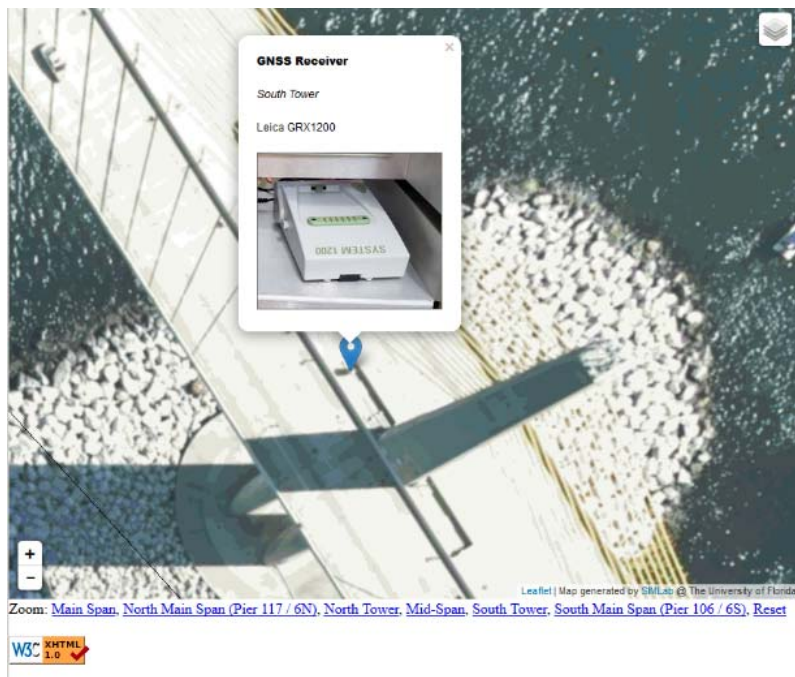 GNSS Receiver
×
South Tower
Leica GRX1200
SYSTEM 1200
+
−
Leaflet | Map generated by SIMLab @ The University of Florida
Zoom: Main Span, North Main Span (Pier 117 / 6N), North Tower, Mid-Span, South Tower, South Main Span (Pier 106 / 6S), Reset
W3C XHTML
1.0